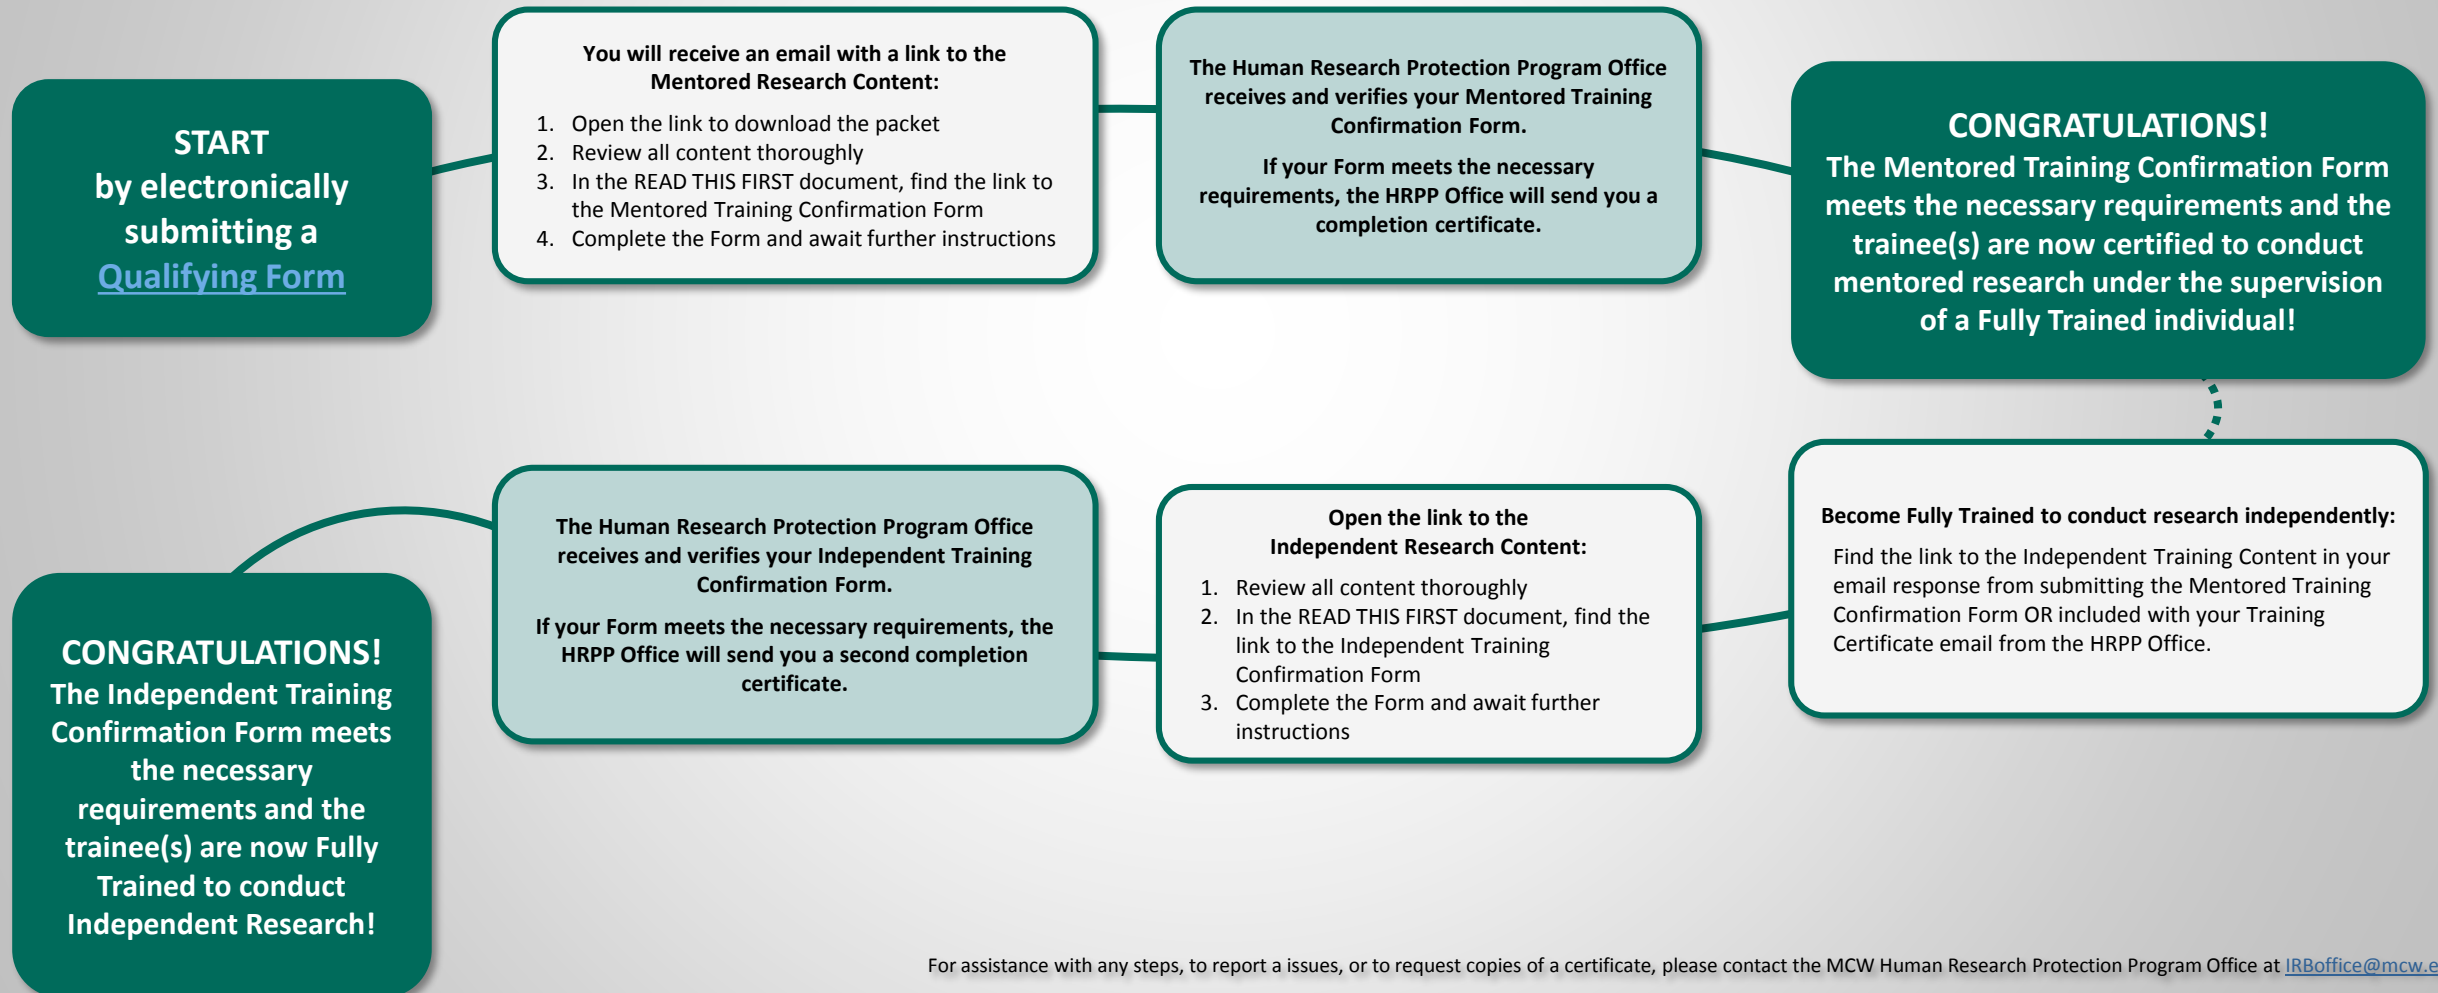 START
by electronically
submitting a
Qualifying Form
You will receive an email with a link to the
Mentored Research Content:
1. Open the link to download the packet
2. Review all content thoroughly
3. In the READ THIS FIRST document, find the link to
the Mentored Training Confirmation Form
4. Complete the Form and await further instructions
The Human Research Protection Program Office
receives and verifies your Mentored Training
Confirmation Form.
If your Form meets the necessary
requirements, the HRPP Office will send you a
completion certificate.
CONGRATULATIONS!
The Mentored Training Confirmation Form
meets the necessary requirements and the
trainee(s) are now certified to conduct
mentored research under the supervision
of a Fully Trained individual!
Become Fully Trained to conduct research independently:
Find the link to the Independent Training Content in your
email response from submitting the Mentored Training
Confirmation Form OR included with your Training
Certificate email from the HRPP Office.
Open the link to the
Independent Research Content:
1. Review all content thoroughly
2. In the READ THIS FIRST document, find the
link to the Independent Training
Confirmation Form
3. Complete the Form and await further
instructions
The Human Research Protection Program Office
receives and verifies your Independent Training
Confirmation Form.
If your Form meets the necessary requirements, the
HRPP Office will send you a second completion
certificate.
CONGRATULATIONS!
The Independent Training
Confirmation Form meets
the necessary
requirements and the
trainee(s) are now Fully
Trained to conduct
Independent Research!
For assistance with any steps, to report a issues, or to request copies of a certificate, please contact the MCW Human Research Protection Program Office at IRBoffice@mcw.e